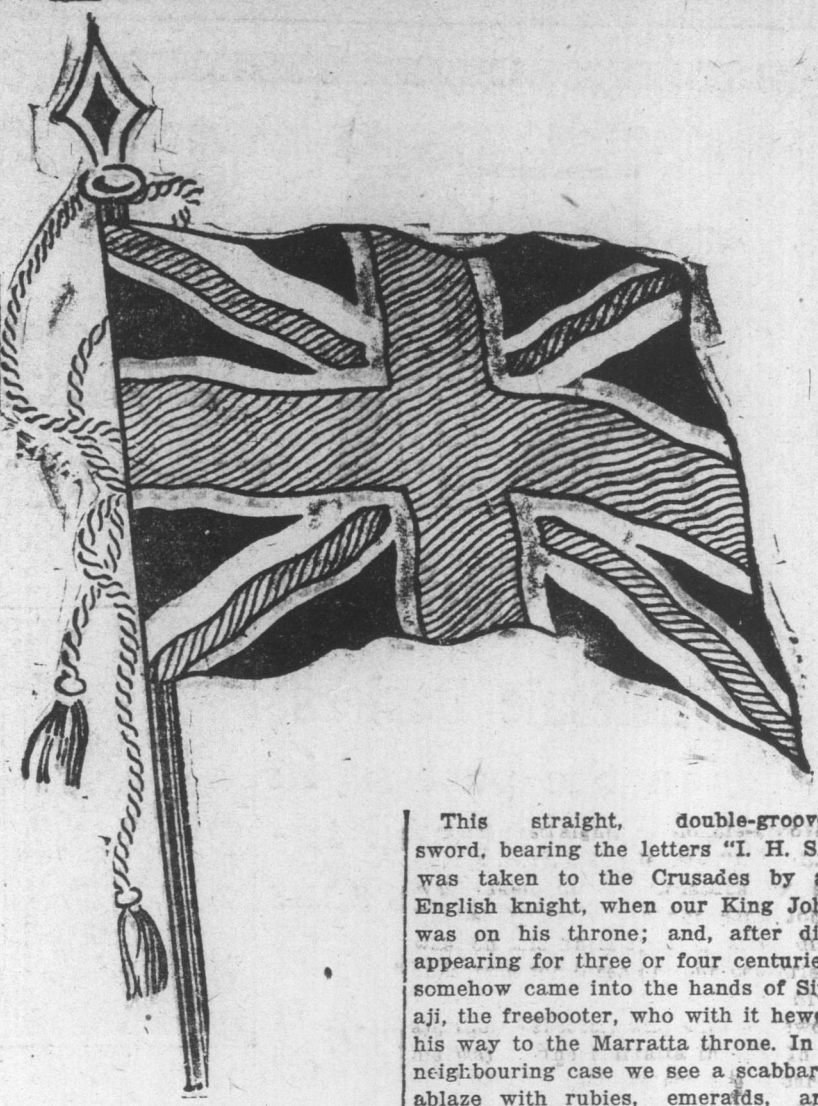 This straight, double-groov
sword, bearing the letters "I. H. S
was taken to the Crusades by a
English knight, when our King Joh
was on his throne; and, after di
appearing for three or four centurie
somehow came into the hands of Si
aji, the freebooter, who with it hewe
his way to the Marratta throne. In
neighbouring case we see a scabbar
ablaze with rubies, emeralds, an